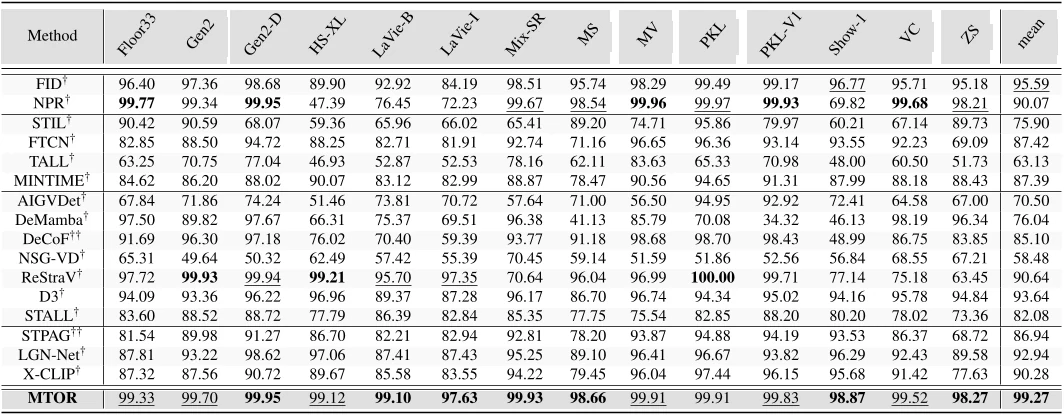 Method Floor33 Gen2 Gen2-D HS-XL LaVie-B LaVie-I Mix-SR MS MV PKL PKL-V1 Show-1 VC ZS mean
FID† 96.40 97.36 98.68 89.90 92.92 84.19 98.51 95.74 98.29 99.49 99.17 96.77 95.71 95.18 95.59
NPR† 99.77 99.34 99.95 47.39 76.45 72.23 99.67 98.54 99.96 99.97 99.93 69.82 99.68 98.21 90.07
STIL† 90.42 90.59 68.07 59.36 65.96 66.02 65.41 89.20 74.71 95.86 79.97 60.21 67.14 89.73 75.90
FTCN† 82.85 88.50 94.72 88.25 82.71 81.91 92.74 71.16 96.65 96.36 93.14 93.55 92.23 69.09 87.42
TALL† 63.25 70.75 77.04 46.93 52.87 52.53 78.16 62.11 83.63 65.33 70.98 48.00 60.50 51.73 63.13
MINTIME† 84.62 86.20 88.02 90.07 83.12 82.99 88.87 78.47 90.56 94.65 91.31 87.99 88.18 88.43 87.39
AIGVDet† 67.84 71.86 74.24 51.46 73.81 70.72 57.64 71.00 56.50 94.95 92.92 72.41 64.58 67.00 70.50
DeMamba† 97.50 89.82 97.67 66.31 75.37 69.51 96.38 41.13 85.79 70.08 34.32 46.13 98.19 96.34 76.04
DeCoF†† 91.69 96.30 97.18 76.02 70.40 59.39 93.77 91.18 98.68 98.70 98.43 48.99 86.75 83.85 85.10
NSG-VD† 65.31 49.64 50.32 62.49 57.42 55.39 70.45 59.14 51.59 51.86 52.56 56.84 68.55 67.21 58.48
ReStraV† 97.72 99.93 99.94 99.21 95.70 97.35 70.64 96.04 96.99 100.00 99.71 77.14 75.18 63.45 90.64
D3† 94.09 93.36 96.22 96.96 89.37 87.28 96.17 86.70 96.74 94.34 95.02 94.16 95.78 94.84 93.64
STALL† 83.60 88.52 88.72 77.79 86.39 82.84 85.35 77.75 75.54 82.85 88.20 80.20 78.02 73.36 82.08
STPAG†† 81.54 89.98 91.27 86.70 82.21 82.94 92.81 78.20 93.87 94.88 94.19 93.53 86.37 68.72 86.94
LGN-Net† 87.81 93.22 98.62 97.06 87.41 87.43 95.25 89.10 96.41 96.67 93.82 96.29 92.43 89.58 92.94
X-CLIP† 87.32 87.56 90.72 89.67 85.58 83.55 94.22 79.45 96.04 97.44 96.15 95.68 91.42 77.63 90.28
MTOR 99.33 99.70 99.95 99.12 99.10 97.63 99.93 98.66 99.91 99.91 99.83 98.87 99.52 98.27 99.27